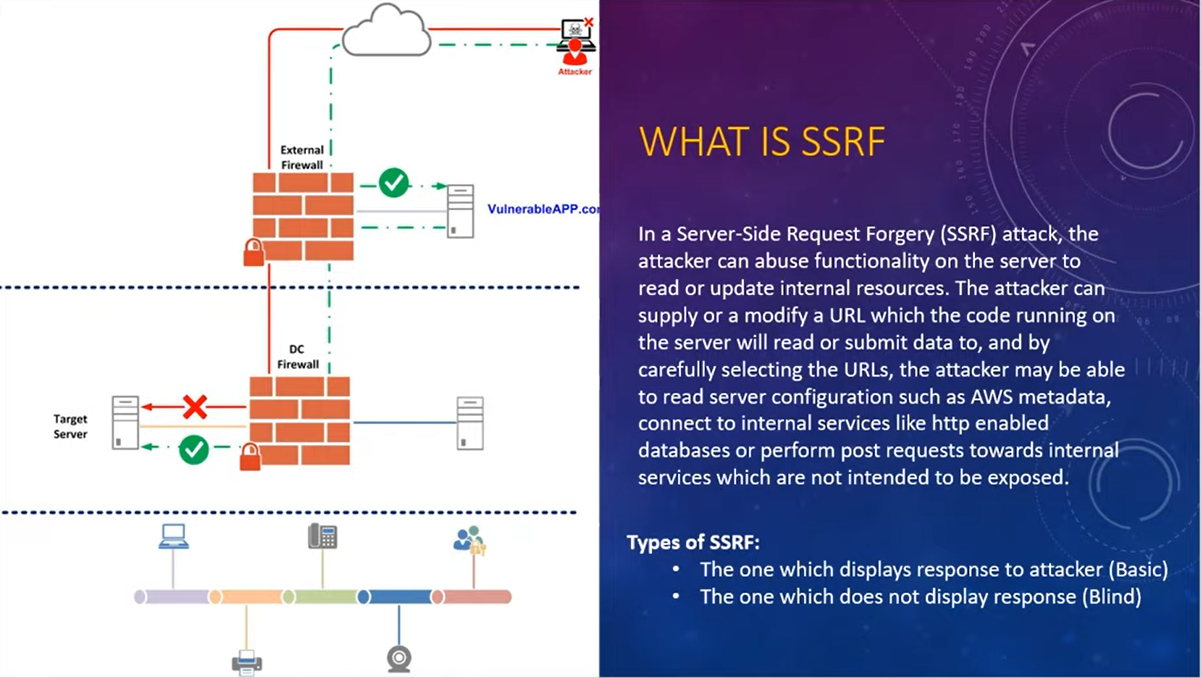 Attacker
External
Firewall
VulnerableAPP.com
DC
Firewall
Target
Server
WHAT IS SSRF
In a Server-Side Request Forgery (SSRF) attack, the
attacker can abuse functionality on the server to
read or update internal resources. The attacker can
supply or a modify a URL which the code running on
the server will read or submit data to, and by
carefully selecting the URLs, the attacker may be able
to read server configuration such as AWS metadata,
connect to internal services like http enabled
databases or perform post requests towards internal
services which are not intended to be exposed.
Types of SSRF:
• The one which displays response to attacker (Basic)
• The one which does not display response (Blind)